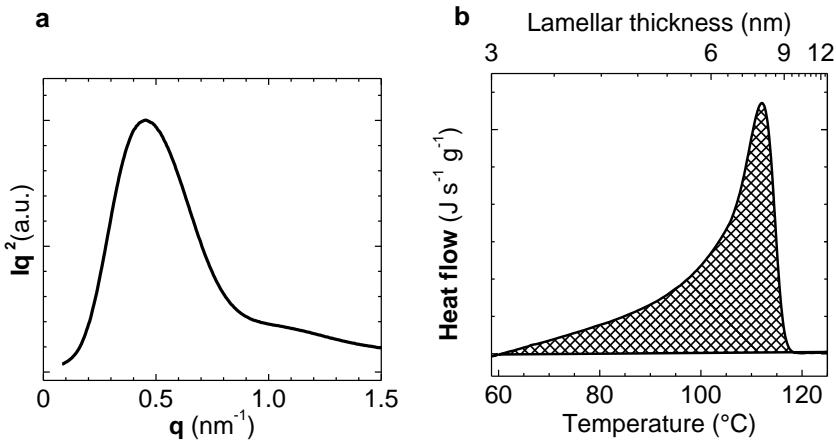 a
Iq² (a.u.)
0 0.5 1.0 1.5
q (nm⁻¹)
b
Lamellar thickness (nm)
3 6 9 12
Heat flow (J s⁻¹ g⁻¹)
60 80 100 120
Temperature (°C)